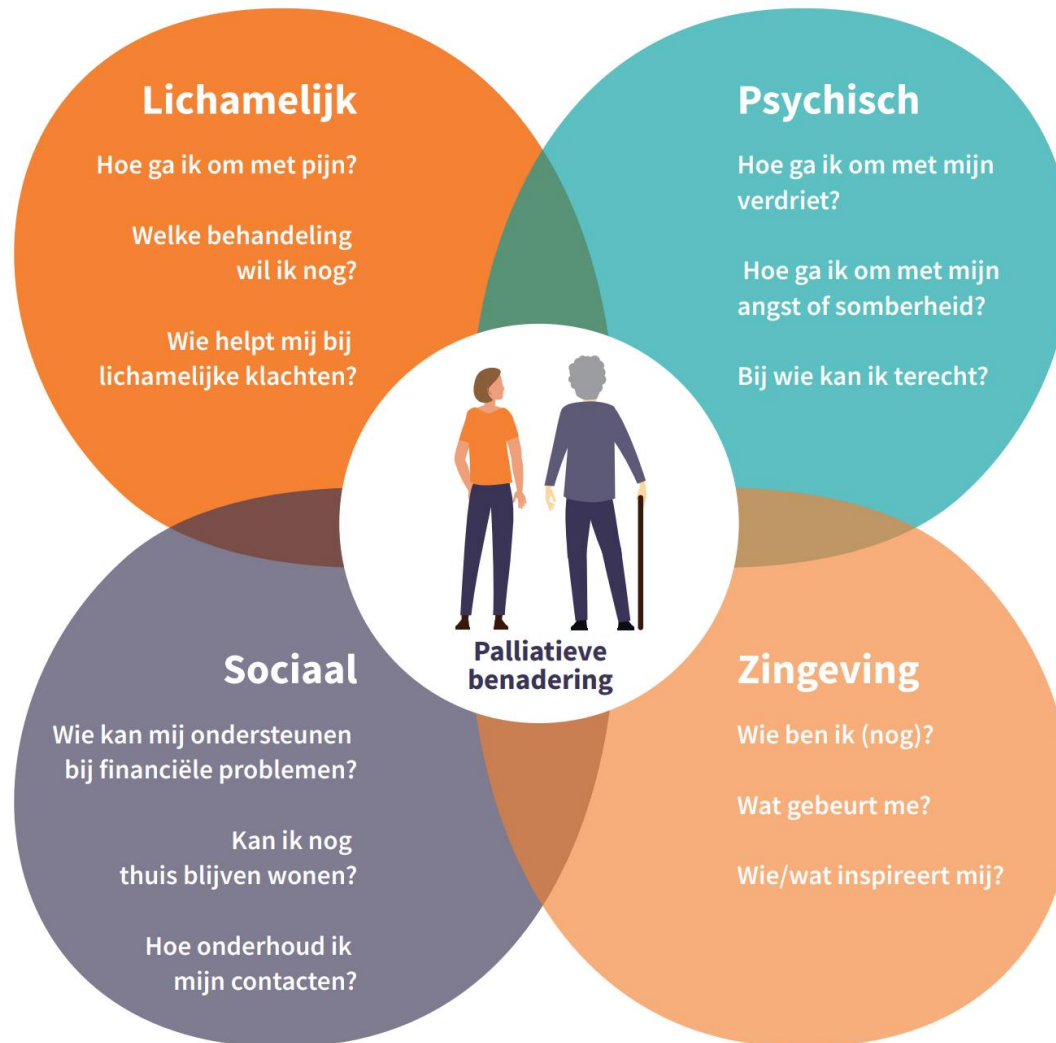 Lichamelijk
Hoe ga ik om met pijn?
Welke behandeling
wil ik nog?
Wie helpt mij bij
lichamelijke klachten?
Psychisch
Hoe ga ik om met mijn
verdriet?
Hoe ga ik om met mijn
angst of somberheid?
Bij wie kan ik terecht?
Palliatieve
benadering
Sociaal
Wie kan mij ondersteunen
bij financiële problemen?
Kan ik nog
thuis blijven wonen?
Hoe onderhoud ik
mijn contacten?
Zingeving
Wie ben ik (nog)?
Wat gebeurt me?
Wie/wat inspireert mij?